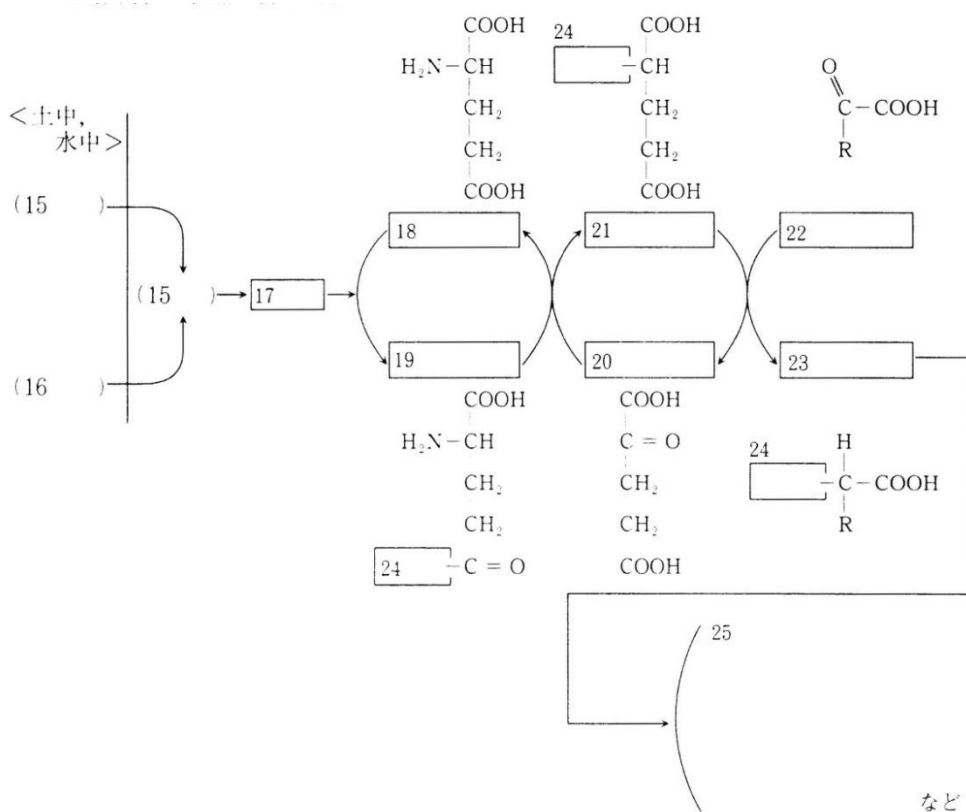 COOH
H₂N－CH
CH₂
CH₂
COOH
24
COOH
CH
CH₂
CH₂
COOH
O
C－COOH
R
＜土中,
水中＞
(15 )
(15 )
(16 )
17
18
21
22
19
20
23
COOH
H₂N－CH
CH₂
CH₂
24 C＝O
COOH
C＝O
CH₂
CH₂
COOH
24
H
C－COOH
R
25
など